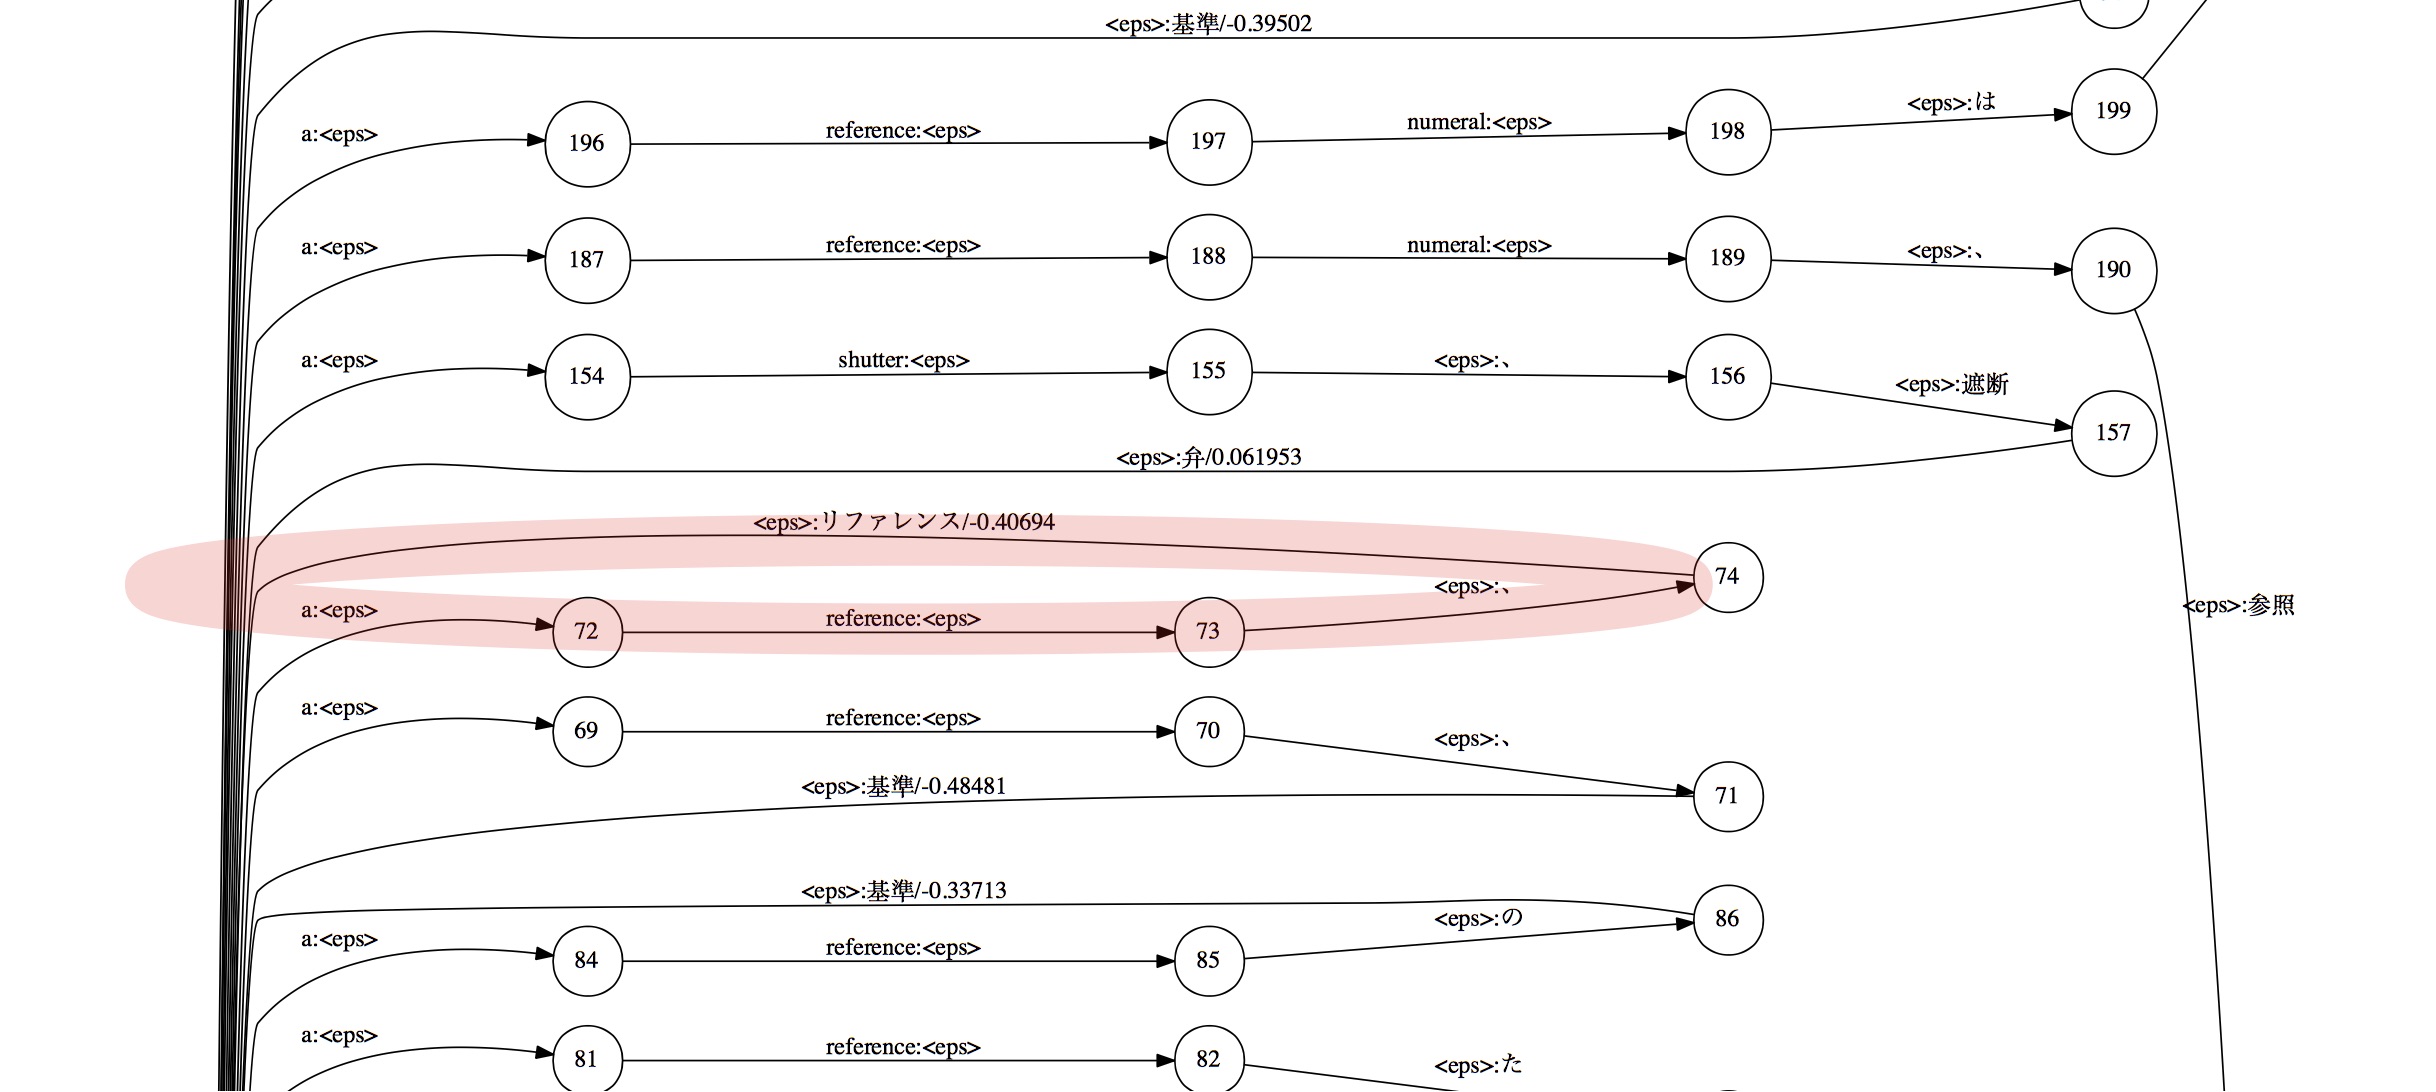 <eps>:基準/-0.39502
a:<eps> 196 reference:<eps> 197 numeral:<eps> 198 <eps>:は 199
a:<eps> 187 reference:<eps> 188 numeral:<eps> 189 <eps>:、 190
a:<eps> 154 shutter:<eps> 155 <eps>:、 156 <eps>:遮断 157
<eps>:弁/0.061953
<eps>:リファレンス/-0.40694
a:<eps> 72 reference:<eps> 73 <eps>:、 74
<eps>:参照
a:<eps> 69 reference:<eps> 70 <eps>:、 71
<eps>:基準/-0.48481
<eps>:基準/-0.33713
a:<eps> 84 reference:<eps> 85 <eps>:の 86
a:<eps> 81 reference:<eps> 82 <eps>:た